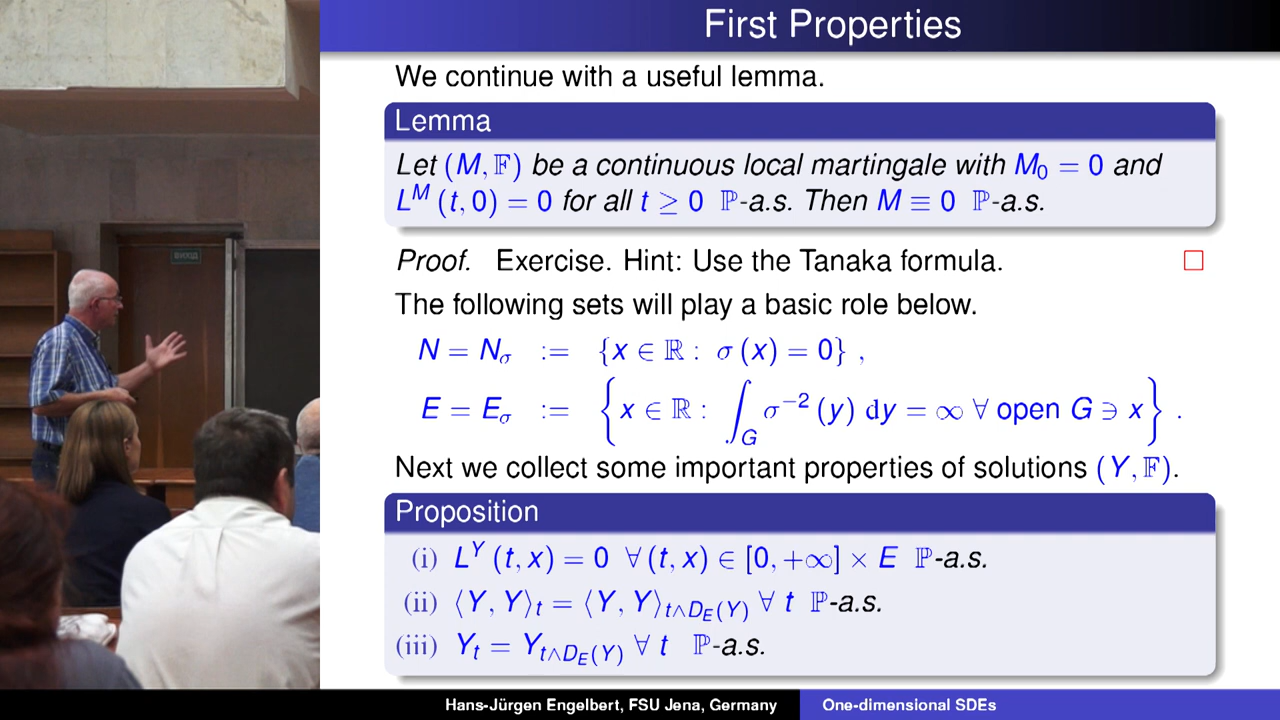 First Properties
We continue with a useful lemma.
Lemma
Let (M, 𝔽) be a continuous local martingale with M₀ = 0 and
Lᴹ (t, 0) = 0 for all t ≥ 0 ℙ-a.s. Then M ≡ 0 ℙ-a.s.
Proof. Exercise. Hint: Use the Tanaka formula. □
The following sets will play a basic role below.
N = N_σ := {x ∈ ℝ : σ (x) = 0} ,
E = E_σ := {x ∈ ℝ : ∫_G σ⁻² (y) dy = ∞ ∀ open G ∋ x} .
Next we collect some important properties of solutions (Y, 𝔽).
Proposition
(i) L^Y (t, x) = 0 ∀ (t, x) ∈ [0, +∞] × E ℙ-a.s.
(ii) ⟨Y, Y⟩_t = ⟨Y, Y⟩_{t∧D_E(Y)} ∀ t ℙ-a.s.
(iii) Y_t = Y_{t∧D_E(Y)} ∀ t ℙ-a.s.
Hans-Jürgen Engelbert, FSU Jena, Germany One-dimensional SDEs
ВИХІД